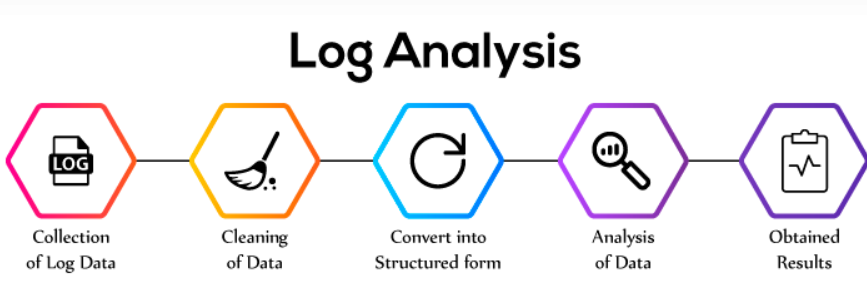 Log Analysis
LOG
Collection
of Log Data
Cleaning
of Data
Convert into
Structured form
Analysis
of Data
Obtained
Results